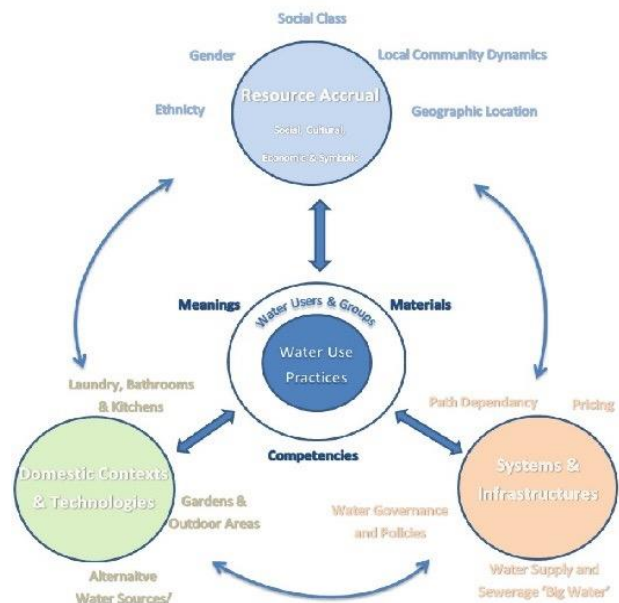 Social Class
Gender
Local Community Dynamics
Resource Accrual
Ethnicty
Geographic Location
Social, Cultural,
Economic & Symbolic
Meanings
Materials
Water Users & Groups
Water Use
Practices
Laundry, Bathrooms
& Kitchens
Path Dependancy
Pricing
Competencies
Domestic Contexts
& Technologies
Systems &
Infrastructures
Gardens &
Outdoor Areas
Water Governance
and Policies
Alternaitve
Water Sources/
Water Supply and
Sewerage 'Big Water'